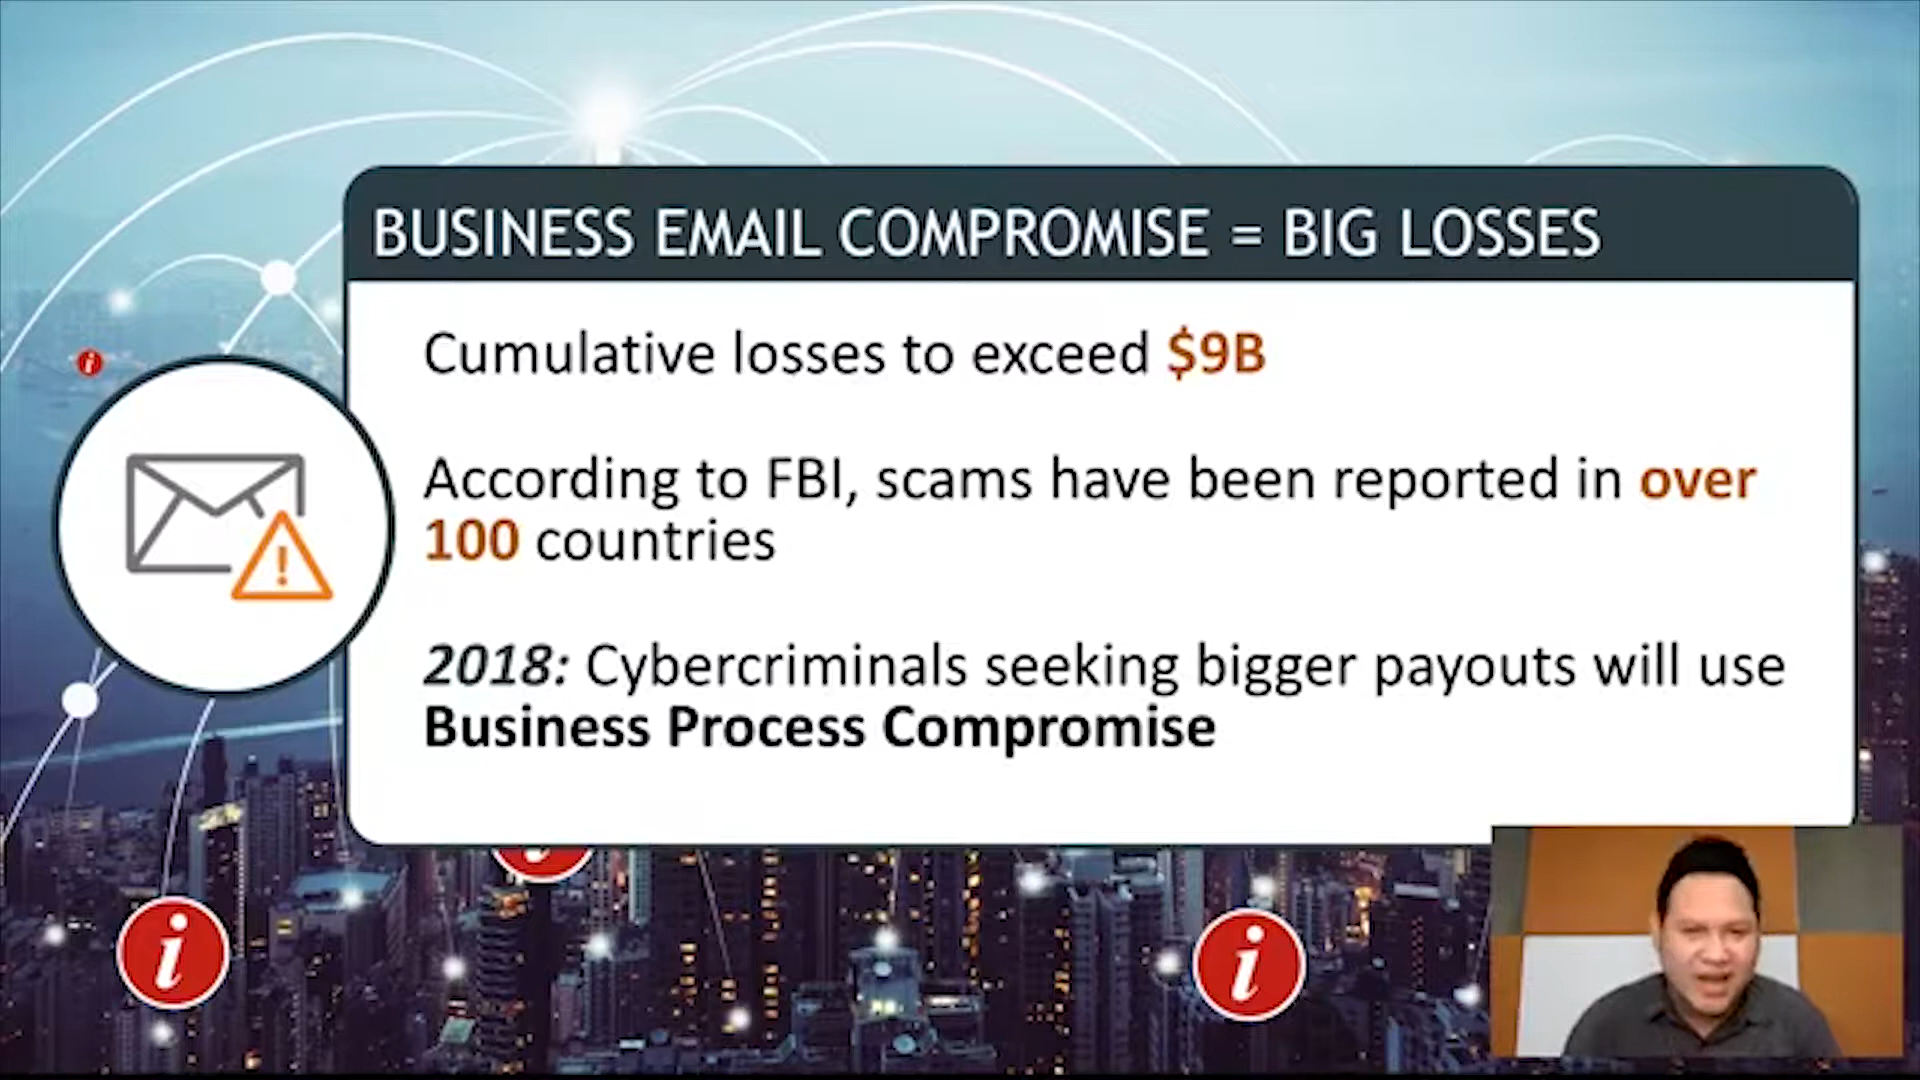 BUSINESS EMAIL COMPROMISE = BIG LOSSES
Cumulative losses to exceed $9B
According to FBI, scams have been reported in over
100 countries
2018: Cybercriminals seeking bigger payouts will use
Business Process Compromise
i
i
i